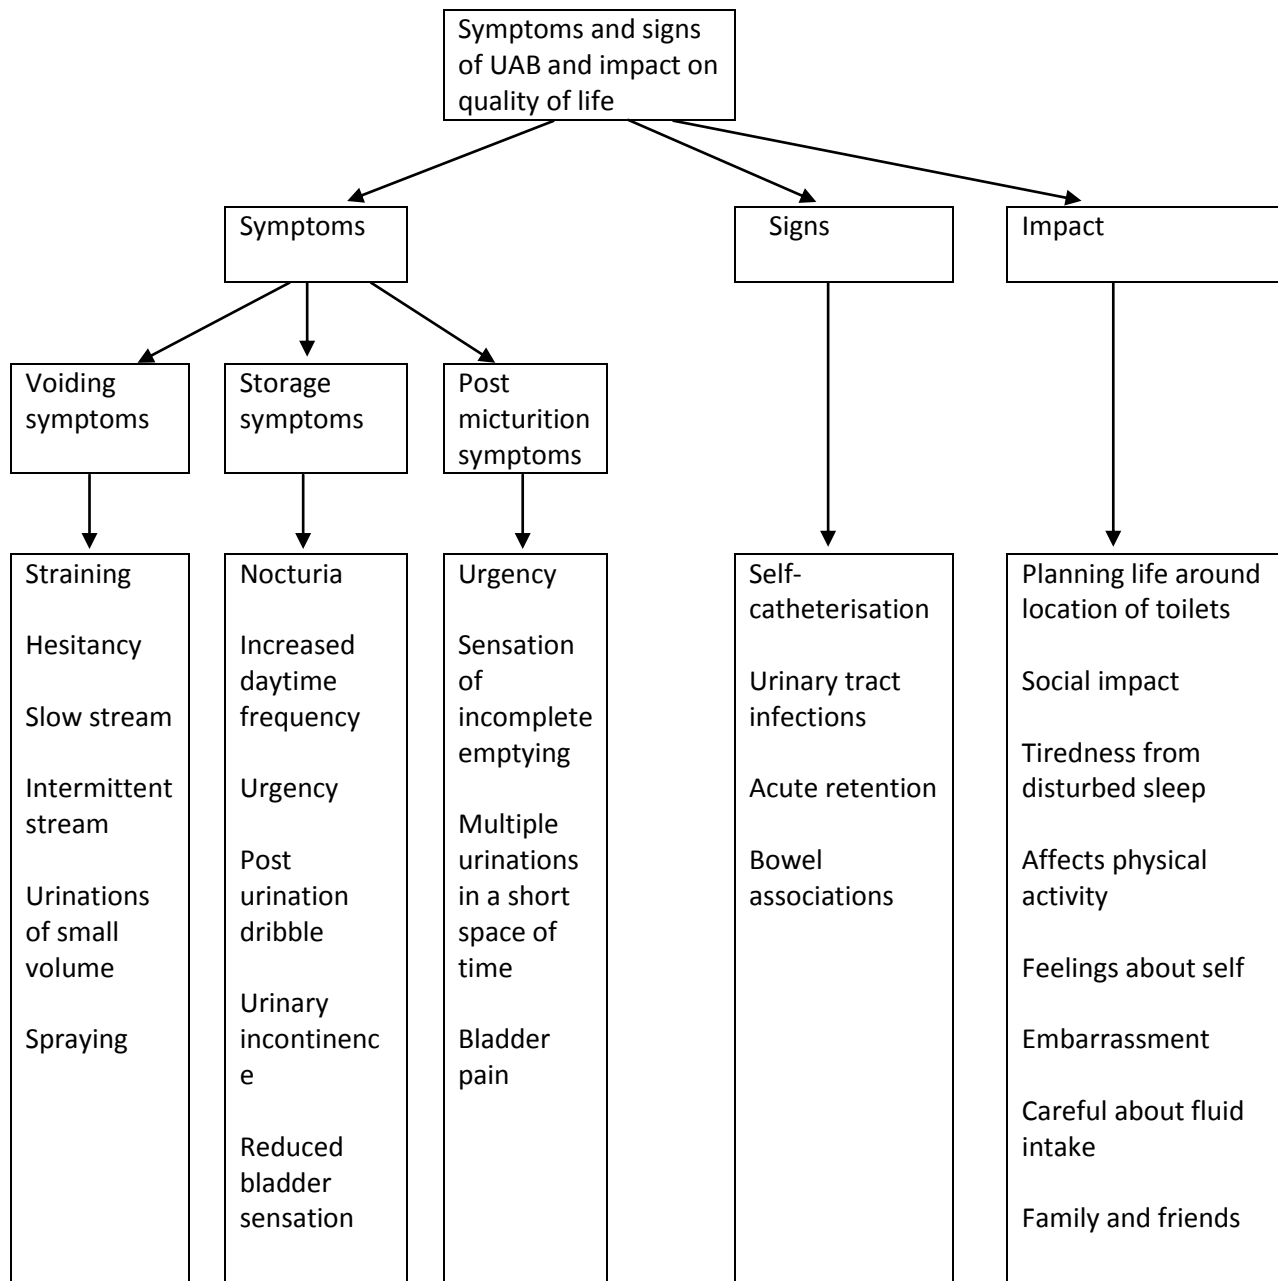 Symptoms and signs
of UAB and impact on
quality of life
Symptoms
Signs
Impact
Voiding
symptoms
Storage
symptoms
Post
micturition
symptoms
Straining
Hesitancy
Slow stream
Intermittent
stream
Urinations
of small
volume
Spraying
Nocturia
Increased
daytime
frequency
Urgency
Post
urination
dribble
Urinary
incontinenc
e
Reduced
bladder
sensation
Urgency
Sensation
of
incomplete
emptying
Multiple
urinations
in a short
space of
time
Bladder
pain
Self-
catheterisation
Urinary tract
infections
Acute retention
Bowel
associations
Planning life around
location of toilets
Social impact
Tiredness from
disturbed sleep
Affects physical
activity
Feelings about self
Embarrassment
Careful about fluid
intake
Family and friends